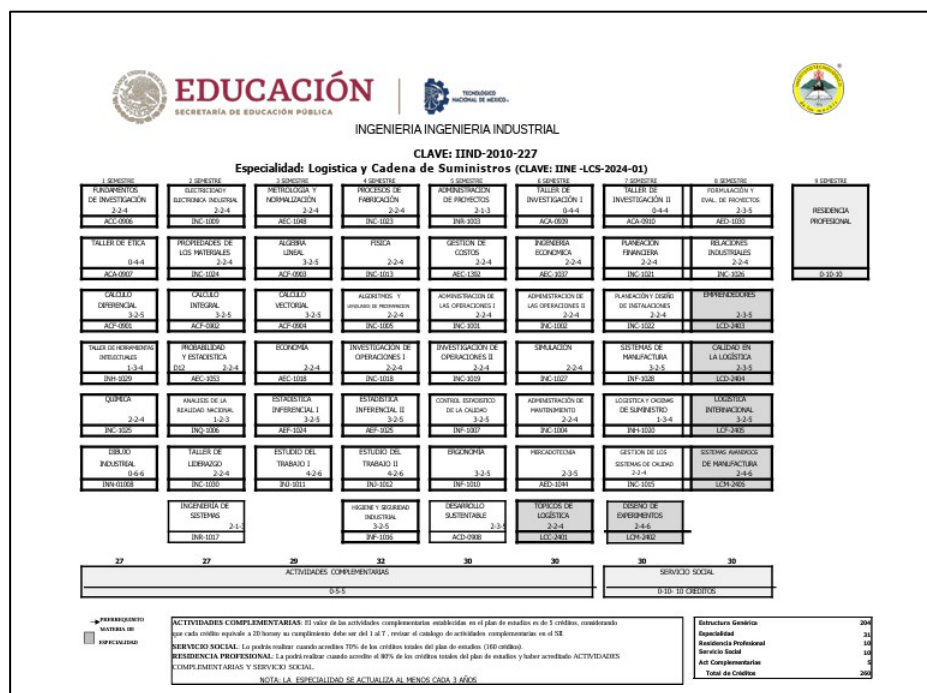 EDUCACIÓN
SECRETARÍA DE EDUCACIÓN PÚBLICA
TECNOLÓGICO
NACIONAL DE MÉXICO
INGENIERIA INGENIERIA INDUSTRIAL
CLAVE: IIND-2010-227
Especialidad: Logistica y Cadena de Suministros (CLAVE: IINE -LCS-2024-01)
1 SEMESTRE 2 SEMESTRE 3 SEMESTRE 4 SEMESTRE 5 SEMESTRE 6 SEMESTRE 7 SEMESTRE 8 SEMESTRE 9 SEMESTRE
FUNDAMENTOS ELECTRICIDAD Y METROLOGÍA Y PROCESOS DE ADMINISTRACIÓN TALLER DE TALLER DE FORMULACIÓN Y
DE INVESTIGACIÓN ELECTRONICA INDUSTRIAL NORMALIZACIÓN FABRICACIÓN DE PROYECTOS INVESTIGACIÓN I INVESTIGACIÓN II EVAL. DE PROYECTOS RESIDENCIA
2-2-4 2-2-4 2-2-4 2-2-4 2-1-3 0-4-4 0-4-4 2-3-5 PROFESIONAL
ACC-0906 INC-1009 AEC-1048 INC-1023 INR-1003 ACA-0909 ACA-0910 AED-1030
TALLER DE ETICA PROPIEDADES DE ALGEBRA FISICA GESTION DE INGENIERIA PLANEACIÓN RELACIONES
LOS MATERIALES LINEAL COSTOS ECONOMICA FINANCIERA INDUSTRIALES
0-4-4 2-2-4 3-2-5 2-2-4 2-2-4 2-2-4 2-2-4 2-2-4
ACA-0907 INC-1024 ACF-0903 INC-1013 AEC-1392 AEC-1037 INC-1021 INC-1026 0-10-10
CALCULO CALCULO CALCULO ALGORITMOS Y ADMINISTRACION DE ADMINISTRACION DE PLANEACIÓN Y DISEÑO EMPRENDEDORES
DIFERENCIAL INTEGRAL VECTORIAL LENGUAJES DE PROGRAMACION LAS OPERACIONES I LAS OPERACIONES II DE INSTALACIONES
3-2-5 3-2-5 3-2-5 2-2-4 2-2-4 2-2-4 2-2-4 2-3-5
ACF-0901 ACF-0902 ACF-0904 INC-1005 INC-1001 INC-1002 INC-1022 LCD-2403
TALLER DE HERRAMIENTAS PROBABILIDAD ECONOMÍA INVESTIGACIÓN DE INVESTIGACIÓN DE SIMULACIÓN SISTEMAS DE CALIDAD EN
INTELECTUALES Y ESTADISTICA OPERACIONES I OPERACIONES II MANUFACTURA LA LOGÍSTICA
1-3-4 D12 2-2-4 2-2-4 2-2-4 2-2-4 2-2-4 3-2-5 2-3-5
INH-1029 AEC-1053 AEC-1018 INC-1018 INC-1019 INC-1027 INF-1028 LCD-2404
QUÍMICA ANALISIS DE LA ESTADÍSTICA ESTADÍSTICA CONTROL ESTADISTICO ADMINISTRACIÓN DE LOGISTICA Y CADENAS LOGISTICA
REALIDAD NACIONAL INFERENCIAL I INFERENCIAL II DE LA CALIDAD MANTENIMIENTO DE SUMINISTRO INTERNACIONAL
2-2-4 1-2-3 3-2-5 3-2-5 3-2-5 2-2-4 1-3-4 3-2-5
INC-1025 INQ-1006 AEF-1024 AEF-1025 INF-1007 INC-1004 INH-1020 LCF-2405
DIBUJO TALLER DE ESTUDIO DEL ESTUDIO DEL ERGONOMÍA MERCADOTECNIA GESTION DE LOS SISTEMAS AVANZADOS
INDUSTRIAL LIDERAZGO TRABAJO I TRABAJO II SISTEMAS DE CALIDAD DE MANUFACTURA
0-6-6 2-2-4 4-2-6 4-2-6 3-2-5 2-3-5 2-2-4 2-4-6
INN-01008 INC-1030 INJ-1011 INJ-1012 INF-1010 AED-1044 INC-1015 LCM-2406
INGENIERÍA DE HIGIENE Y SEGURIDAD DESARROLLO TOPICOS DE DISENO DE
SISTEMAS INDUSTRIAL SUSTENTABLE LOGÍSTICA EXPERIMENTOS
2-1-3 3-2-5 2-3-5 2-2-4 2-4-6
INR-1017 INF-1016 ACD-0908 LCC-2401 LCM-2402
27 27 29 32 30 30 30 30
ACTIVIDADES COMPLEMENTARIAS SERVICIO SOCIAL
0-5-5 0-10- 10 CREDITOS
PRERREQUISITO
MATERIA DE
ESPECIALIDAD
ACTIVIDADES COMPLEMENTARIAS: El valor de las actividades complementarias establecidas en el plan de estudios es de 5 créditos, considerando
que cada crédito equivale a 20 horas y su cumplimiento debe ser del 1 al 7 , revisar el catalogo de actividades complementarias en el SII.
SERVICIO SOCIAL: Lo podrás realizar cuando acredites 70% de los créditos totales del plan de estudios (160 créditos).
RESIDENCIA PROFESIONAL: La podrá realizar cuando acredite el 80% de los créditos totales del plan de estudios y haber acreditado ACTIVIDADES
COMPLEMENTARIAS Y SERVICIO SOCIAL.
NOTA: LA ESPECIALIDAD SE ACTUALIZA AL MENOS CADA 3 AÑOS
Estructura Genérica 204
Especialidad 31
Residencia Profesional 10
Servicio Social 10
Act Complementarias 5
Total de Créditos 260